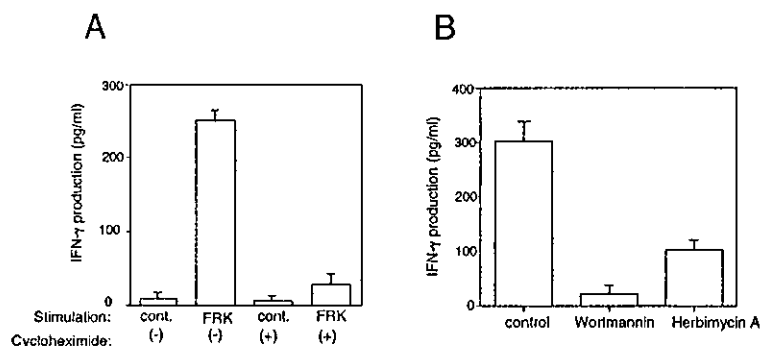 A
IFN-γ production (pg/ml)
300
200
100
0
Stimulation: cont. FRK cont. FRK
Cycloheximide: (-) (-) (+) (+)
B
IFN-γ production (pg/ml)
400
300
200
100
0
control Wortmannin Herbimycin A